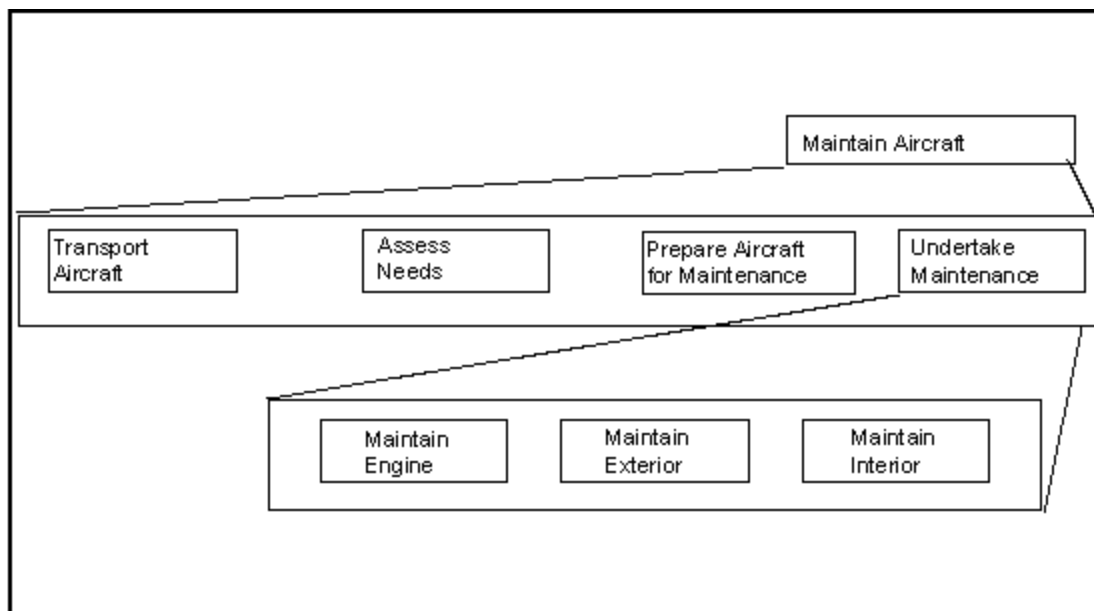 Maintain Aircraft
Transport
Aircraft
Assess
Needs
Prepare Aircraft
for Maintenance
Undertake
Maintenance
Maintain
Engine
Maintain
Exterior
Maintain
Interior